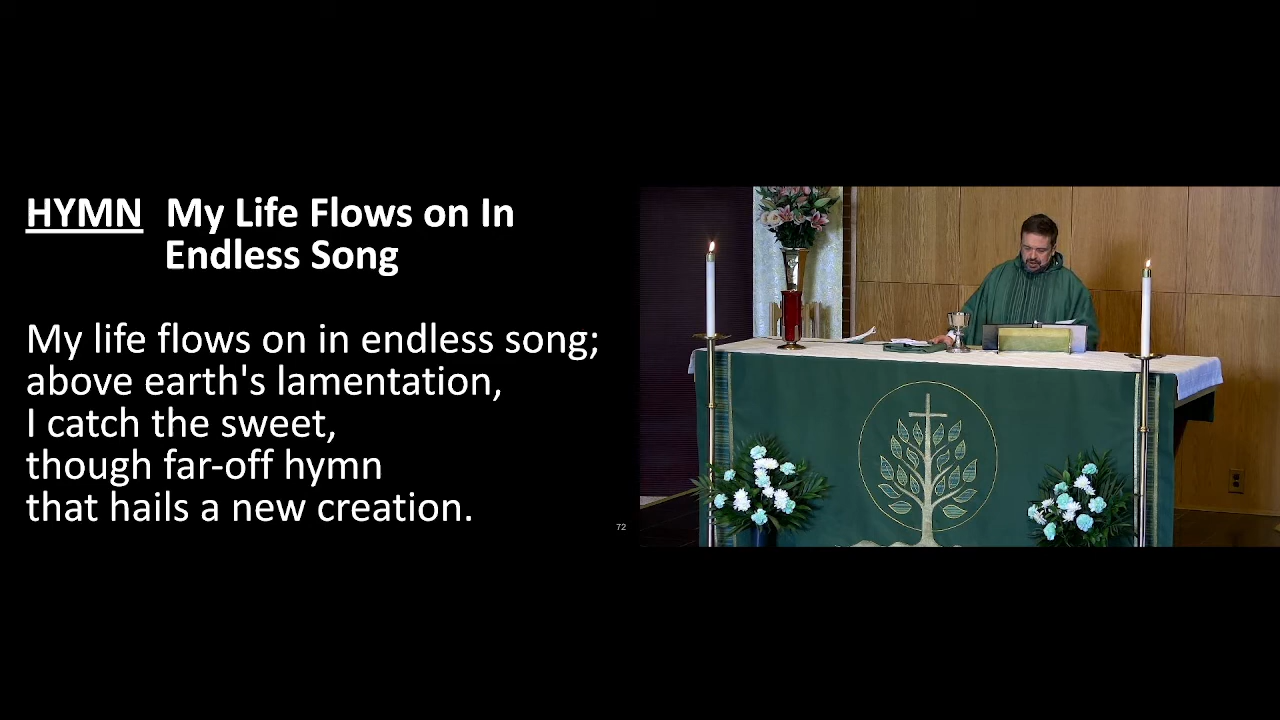 HYMN My Life Flows on In
Endless Song
My life flows on in endless song;
above earth's lamentation,
I catch the sweet,
though far-off hymn
that hails a new creation.
72